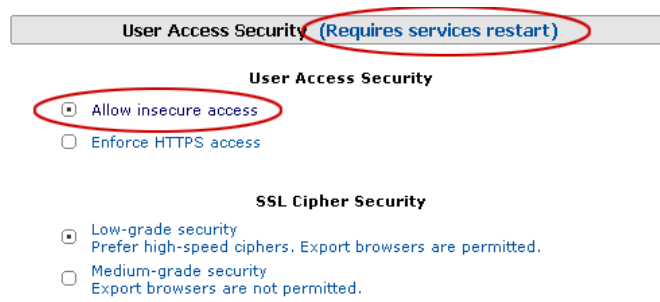 User Access Security (Requires services restart)
User Access Security
Allow insecure access
Enforce HTTPS access
SSL Cipher Security
Low-grade security
Prefer high-speed ciphers. Export browsers are permitted.
Medium-grade security
Export browsers are not permitted.